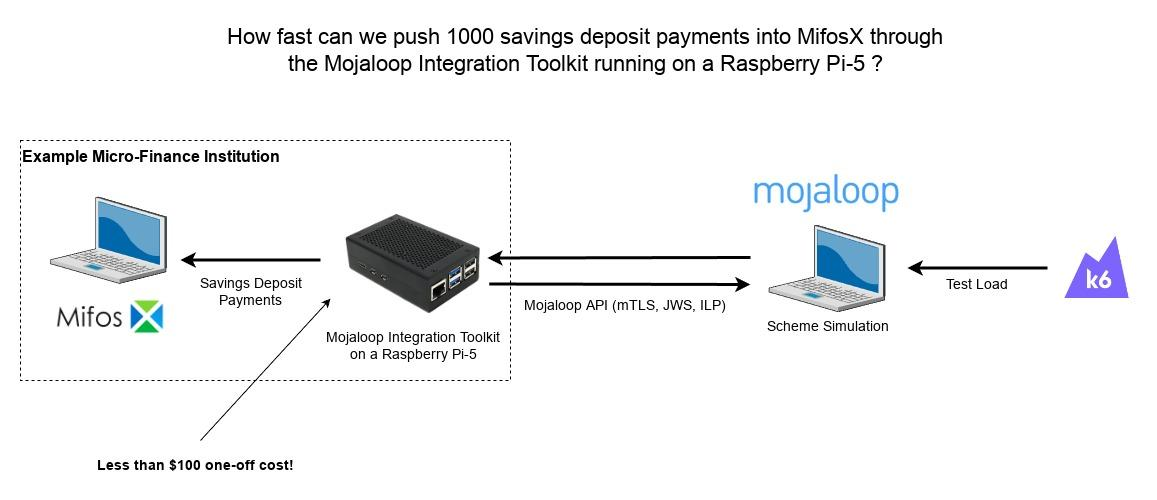 How fast can we push 1000 savings deposit payments into MifosX through
the Mojaloop Integration Toolkit running on a Raspberry Pi-5 ?
Example Micro-Finance Institution
mojaloop
Savings Deposit
Payments
Mifos
Mojaloop Integration Toolkit
on a Raspberry Pi-5
Mojaloop API (mTLS, JWS, ILP)
Scheme Simulation
Test Load
k6
Less than $100 one-off cost!